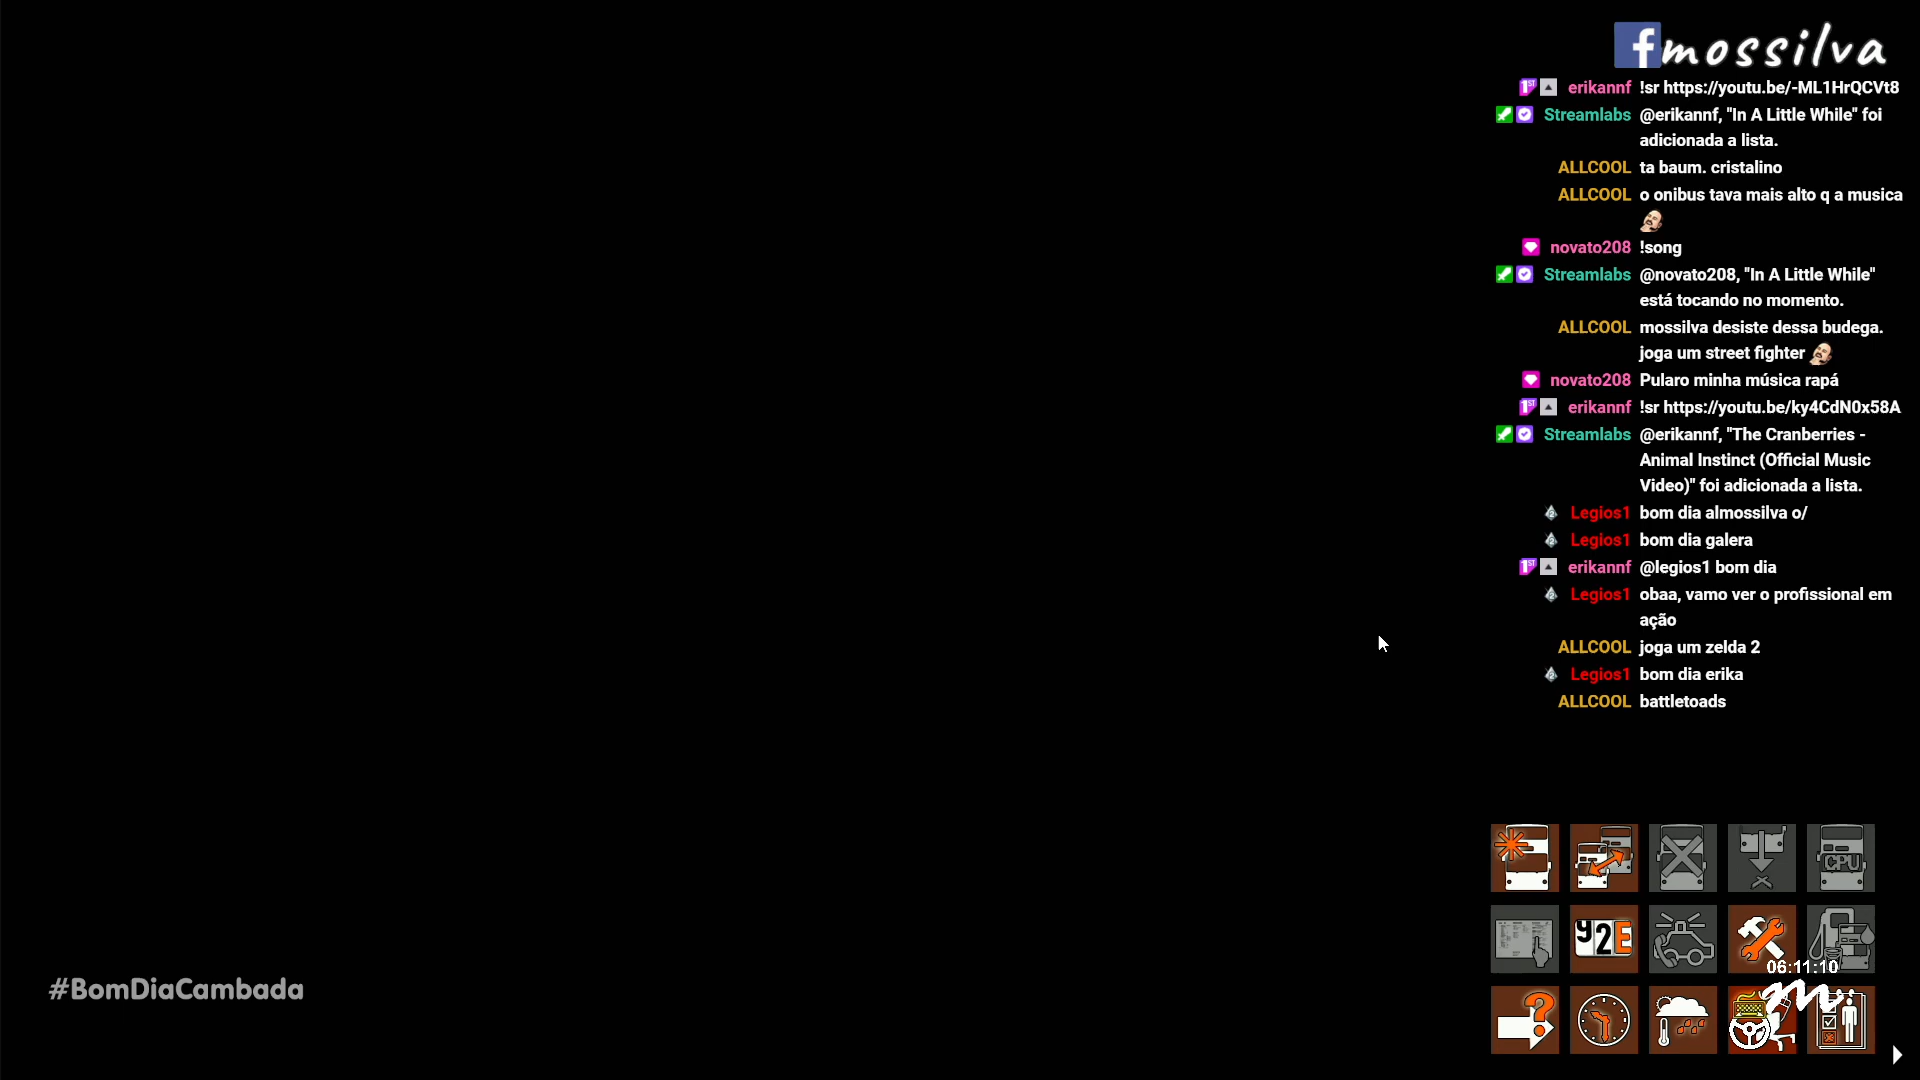 fmossilva
erikannf !sr https://youtu.be/-ML1HrQCVt8
Streamlabs @erikannf, "In A Little While" foi
adicionada a lista.
ALLCOOL ta baum. cristalino
ALLCOOL o onibus tava mais alto q a musica
novato208 !song
Streamlabs @novato208, "In A Little While"
está tocando no momento.
ALLCOOL mossilva desiste dessa budega.
joga um street fighter
novato208 Pularo minha música rapá
erikannf !sr https://youtu.be/ky4CdN0x58A
Streamlabs @erikannf, "The Cranberries -
Animal Instinct (Official Music
Video)" foi adicionada a lista.
Legios1 bom dia almossilva o/
Legios1 bom dia galera
erikannf @legios1 bom dia
Legios1 obaa, vamo ver o profissional em
ação
ALLCOOL joga um zelda 2
Legios1 bom dia erika
ALLCOOL battletoads
CPU
92E
06:11:10
#BomDiaCambada
m